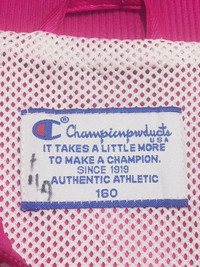 Championproducts
USA
IT TAKES A LITTLE MORE
TO MAKE A CHAMPION.
SINCE 1919
AUTHENTIC ATHLETIC
160